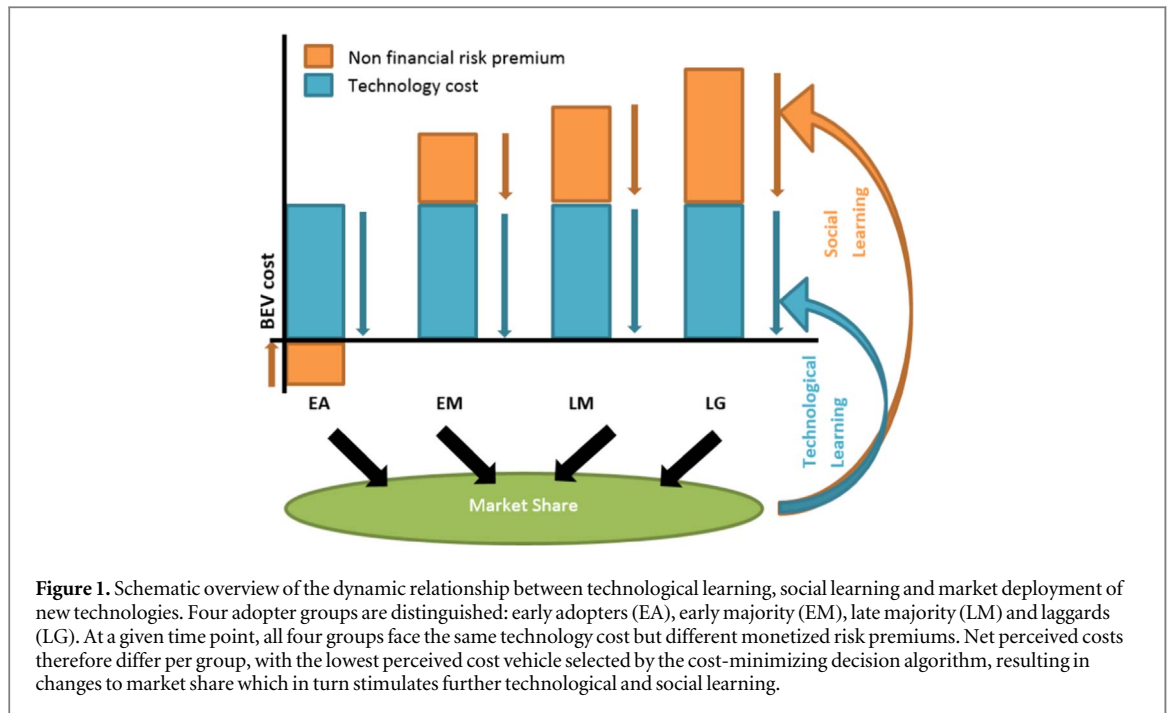 Non financial risk premium
Technology cost
BEV cost
Social
Learning
Technological
Learning
EA EM LM LG
Market Share
Figure 1. Schematic overview of the dynamic relationship between technological learning, social learning and market deployment of
new technologies. Four adopter groups are distinguished: early adopters (EA), early majority (EM), late majority (LM) and laggards
(LG). At a given time point, all four groups face the same technology cost but different monetized risk premiums. Net perceived costs
therefore differ per group, with the lowest perceived cost vehicle selected by the cost-minimizing decision algorithm, resulting in
changes to market share which in turn stimulates further technological and social learning.